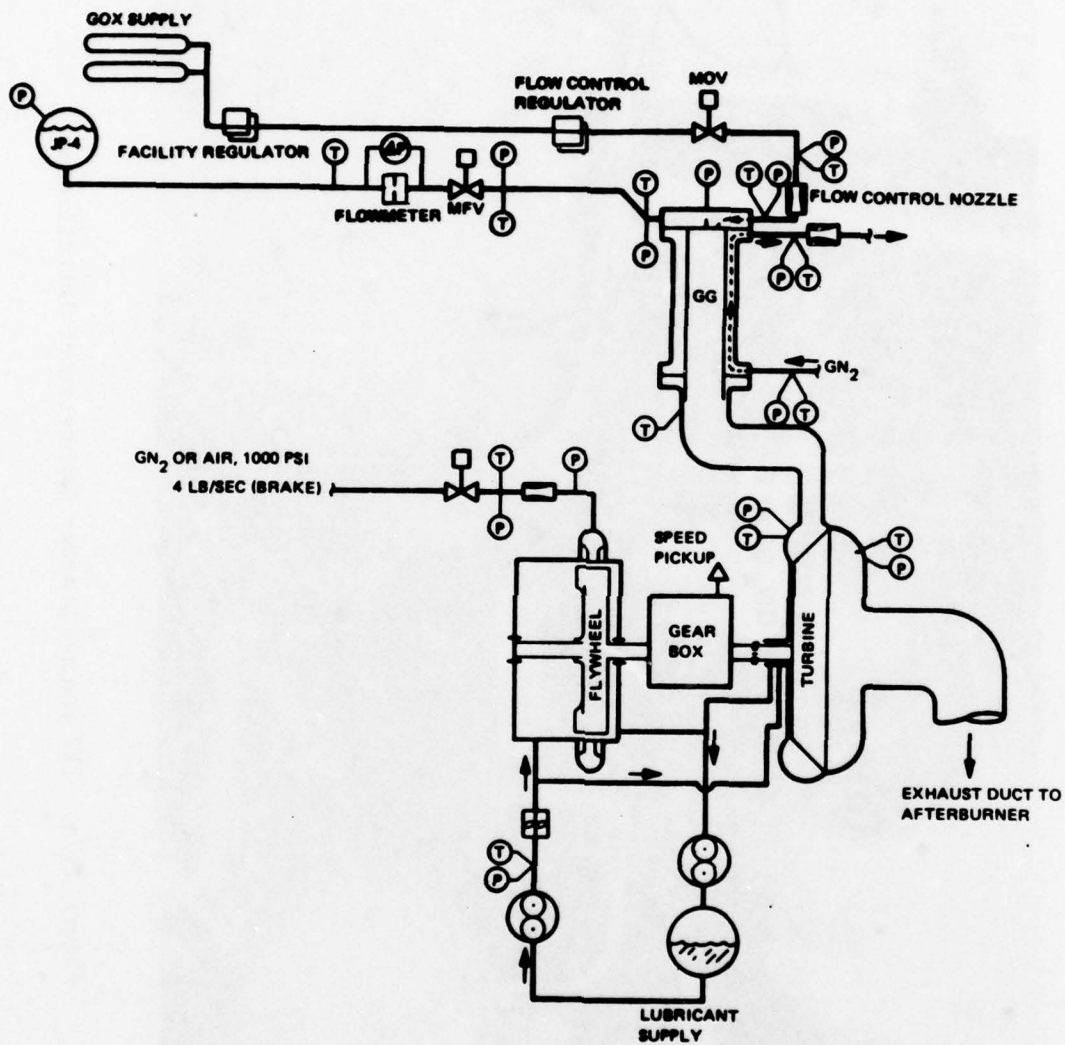 GOX SUPPLY
P
JP-4
FACILITY REGULATOR
FLOW CONTROL
REGULATOR
MOV
T
ΔP
FLOWMETER
MFV
P
T
P
T
FLOW CONTROL NOZZLE
T
P
P
T
P
P
T
GG
GN2
P
T
T
GN2 OR AIR, 1000 PSI
4 LB/SEC (BRAKE)
T
P
P
SPEED
PICKUP
P
T
T
P
FLYWHEEL
GEAR
BOX
TURBINE
EXHAUST DUCT TO
AFTERBURNER
T
P
LUBRICANT
SUPPLY